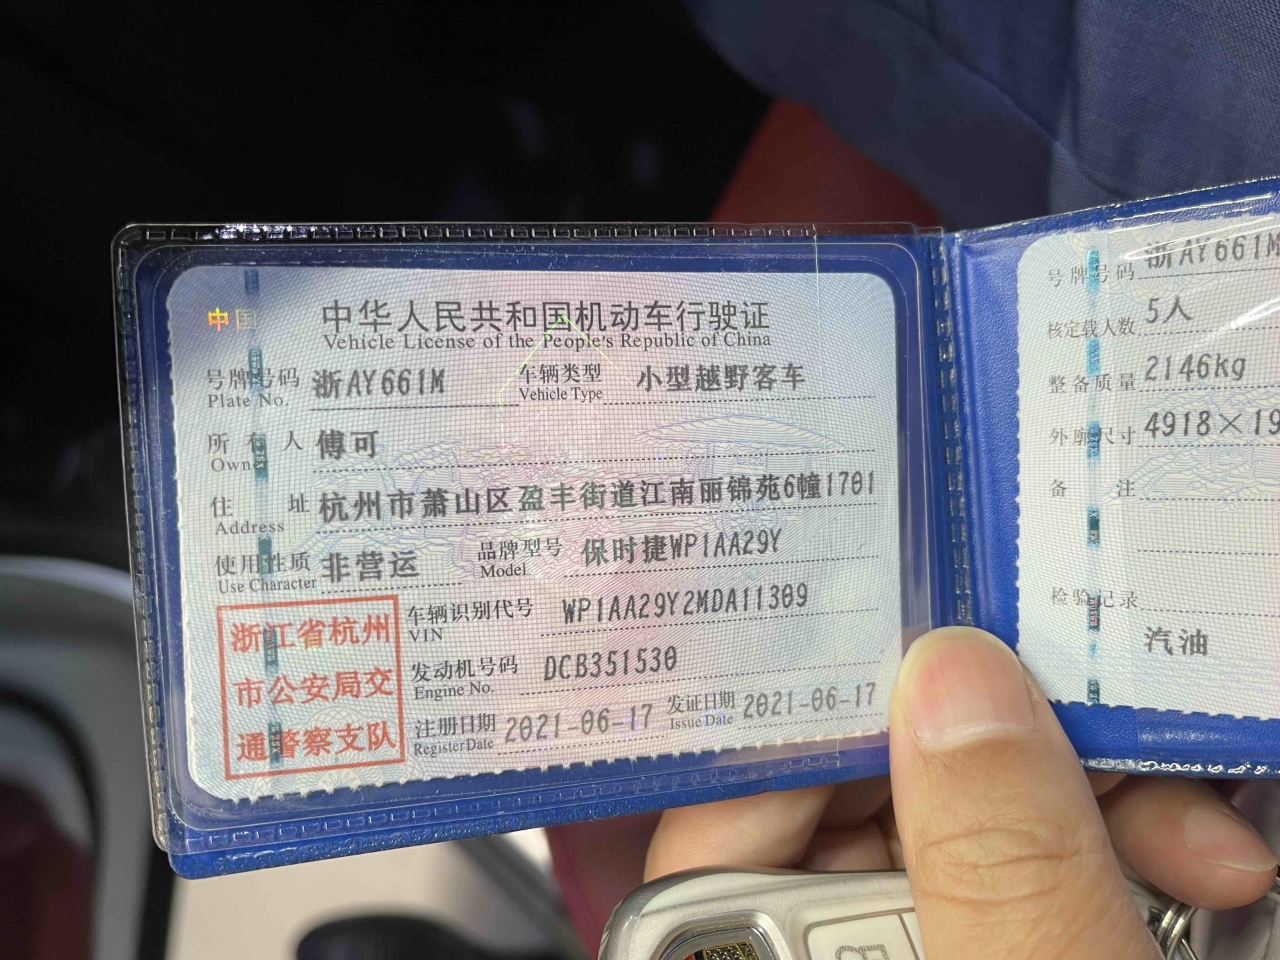 中国
中华人民共和国机动车行驶证
Vehicle License of the People's Republic of China
号牌号码 浙AY661M 车辆类型 小型越野客车
Plate No. Vehicle Type
所有人 傅可
Owner
住址 杭州市萧山区盈丰街道江南丽锦苑6幢1701
Address
使用性质 非营运 品牌型号 保时捷WP1AA29Y
Use Character Model
浙江省杭州
市公安局交
通警察支队
车辆识别代号 WP1AA29Y2MDA11309
VIN
发动机号码 DCB351530
Engine No.
注册日期 2021-06-17 发证日期 2021-06-17
Register Date Issue Date
号牌号码 浙AY661M
核定载人数 5人
整备质量 2146kg
外廓尺寸 4918×19
备注
检验记录
汽油